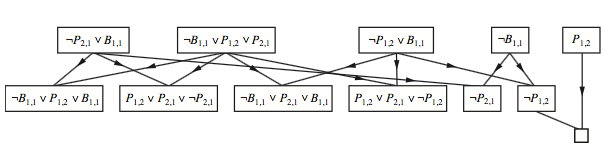 ¬P2,1 ∨ B1,1 ¬B1,1 ∨ P1,2 ∨ P2,1 ¬P1,2 ∨ B1,1 ¬B1,1 P1,2
¬B1,1 ∨ P1,2 ∨ B1,1 P1,2 ∨ P2,1 ∨ ¬P2,1 ¬B1,1 ∨ P2,1 ∨ B1,1 P1,2 ∨ P2,1 ∨ ¬P1,2 ¬P2,1 ¬P1,2